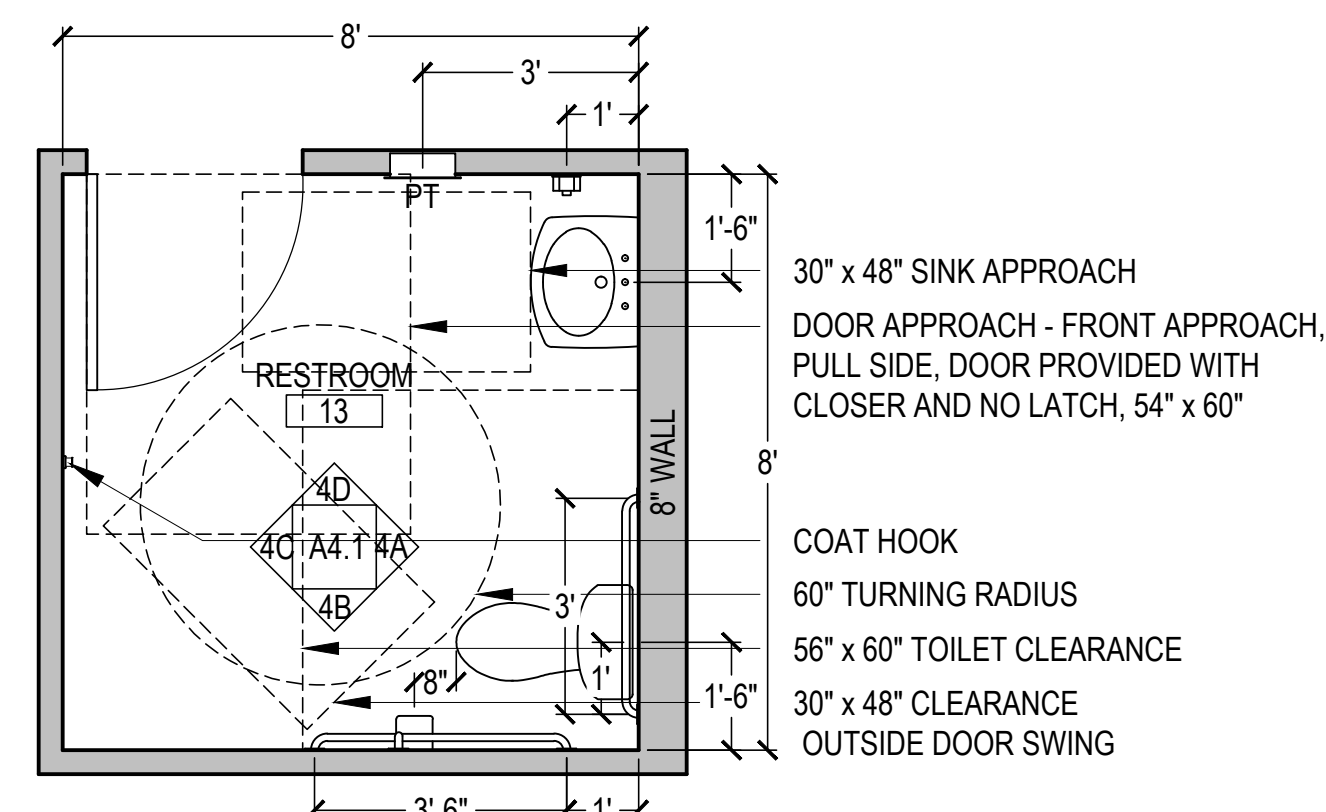 8'
3'
1'
PT
1'-6"
30" x 48" SINK APPROACH
DOOR APPROACH - FRONT APPROACH,
PULL SIDE, DOOR PROVIDED WITH
CLOSER AND NO LATCH, 54" x 60"
RESTROOM
13
8" WALL
8'
4D
4C A4.1 4A
4B
COAT HOOK
60" TURNING RADIUS
3'
56" x 60" TOILET CLEARANCE
8"
1'
1'-6"
30" x 48" CLEARANCE
OUTSIDE DOOR SWING
3'-6"
1'